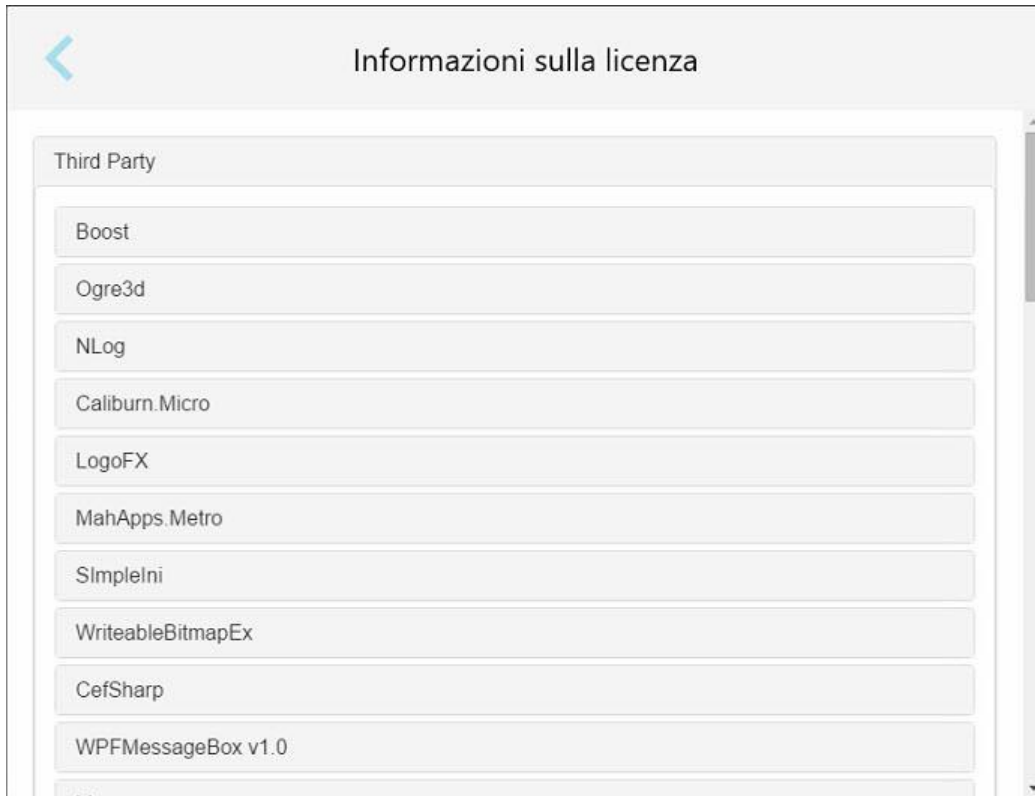 Informazioni sulla licenza
Third Party
Boost
Ogre3d
NLog
Caliburn.Micro
LogoFX
MahApps.Metro
SImpleIni
WriteableBitmapEx
CefSharp
WPFMessageBox v1.0